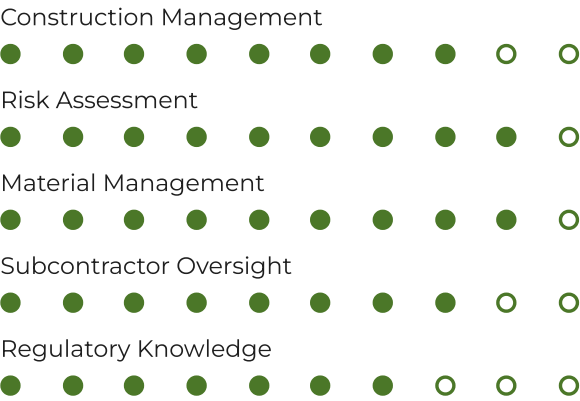 Construction Management
Risk Assessment
Material Management
Subcontractor Oversight
Regulatory Knowledge